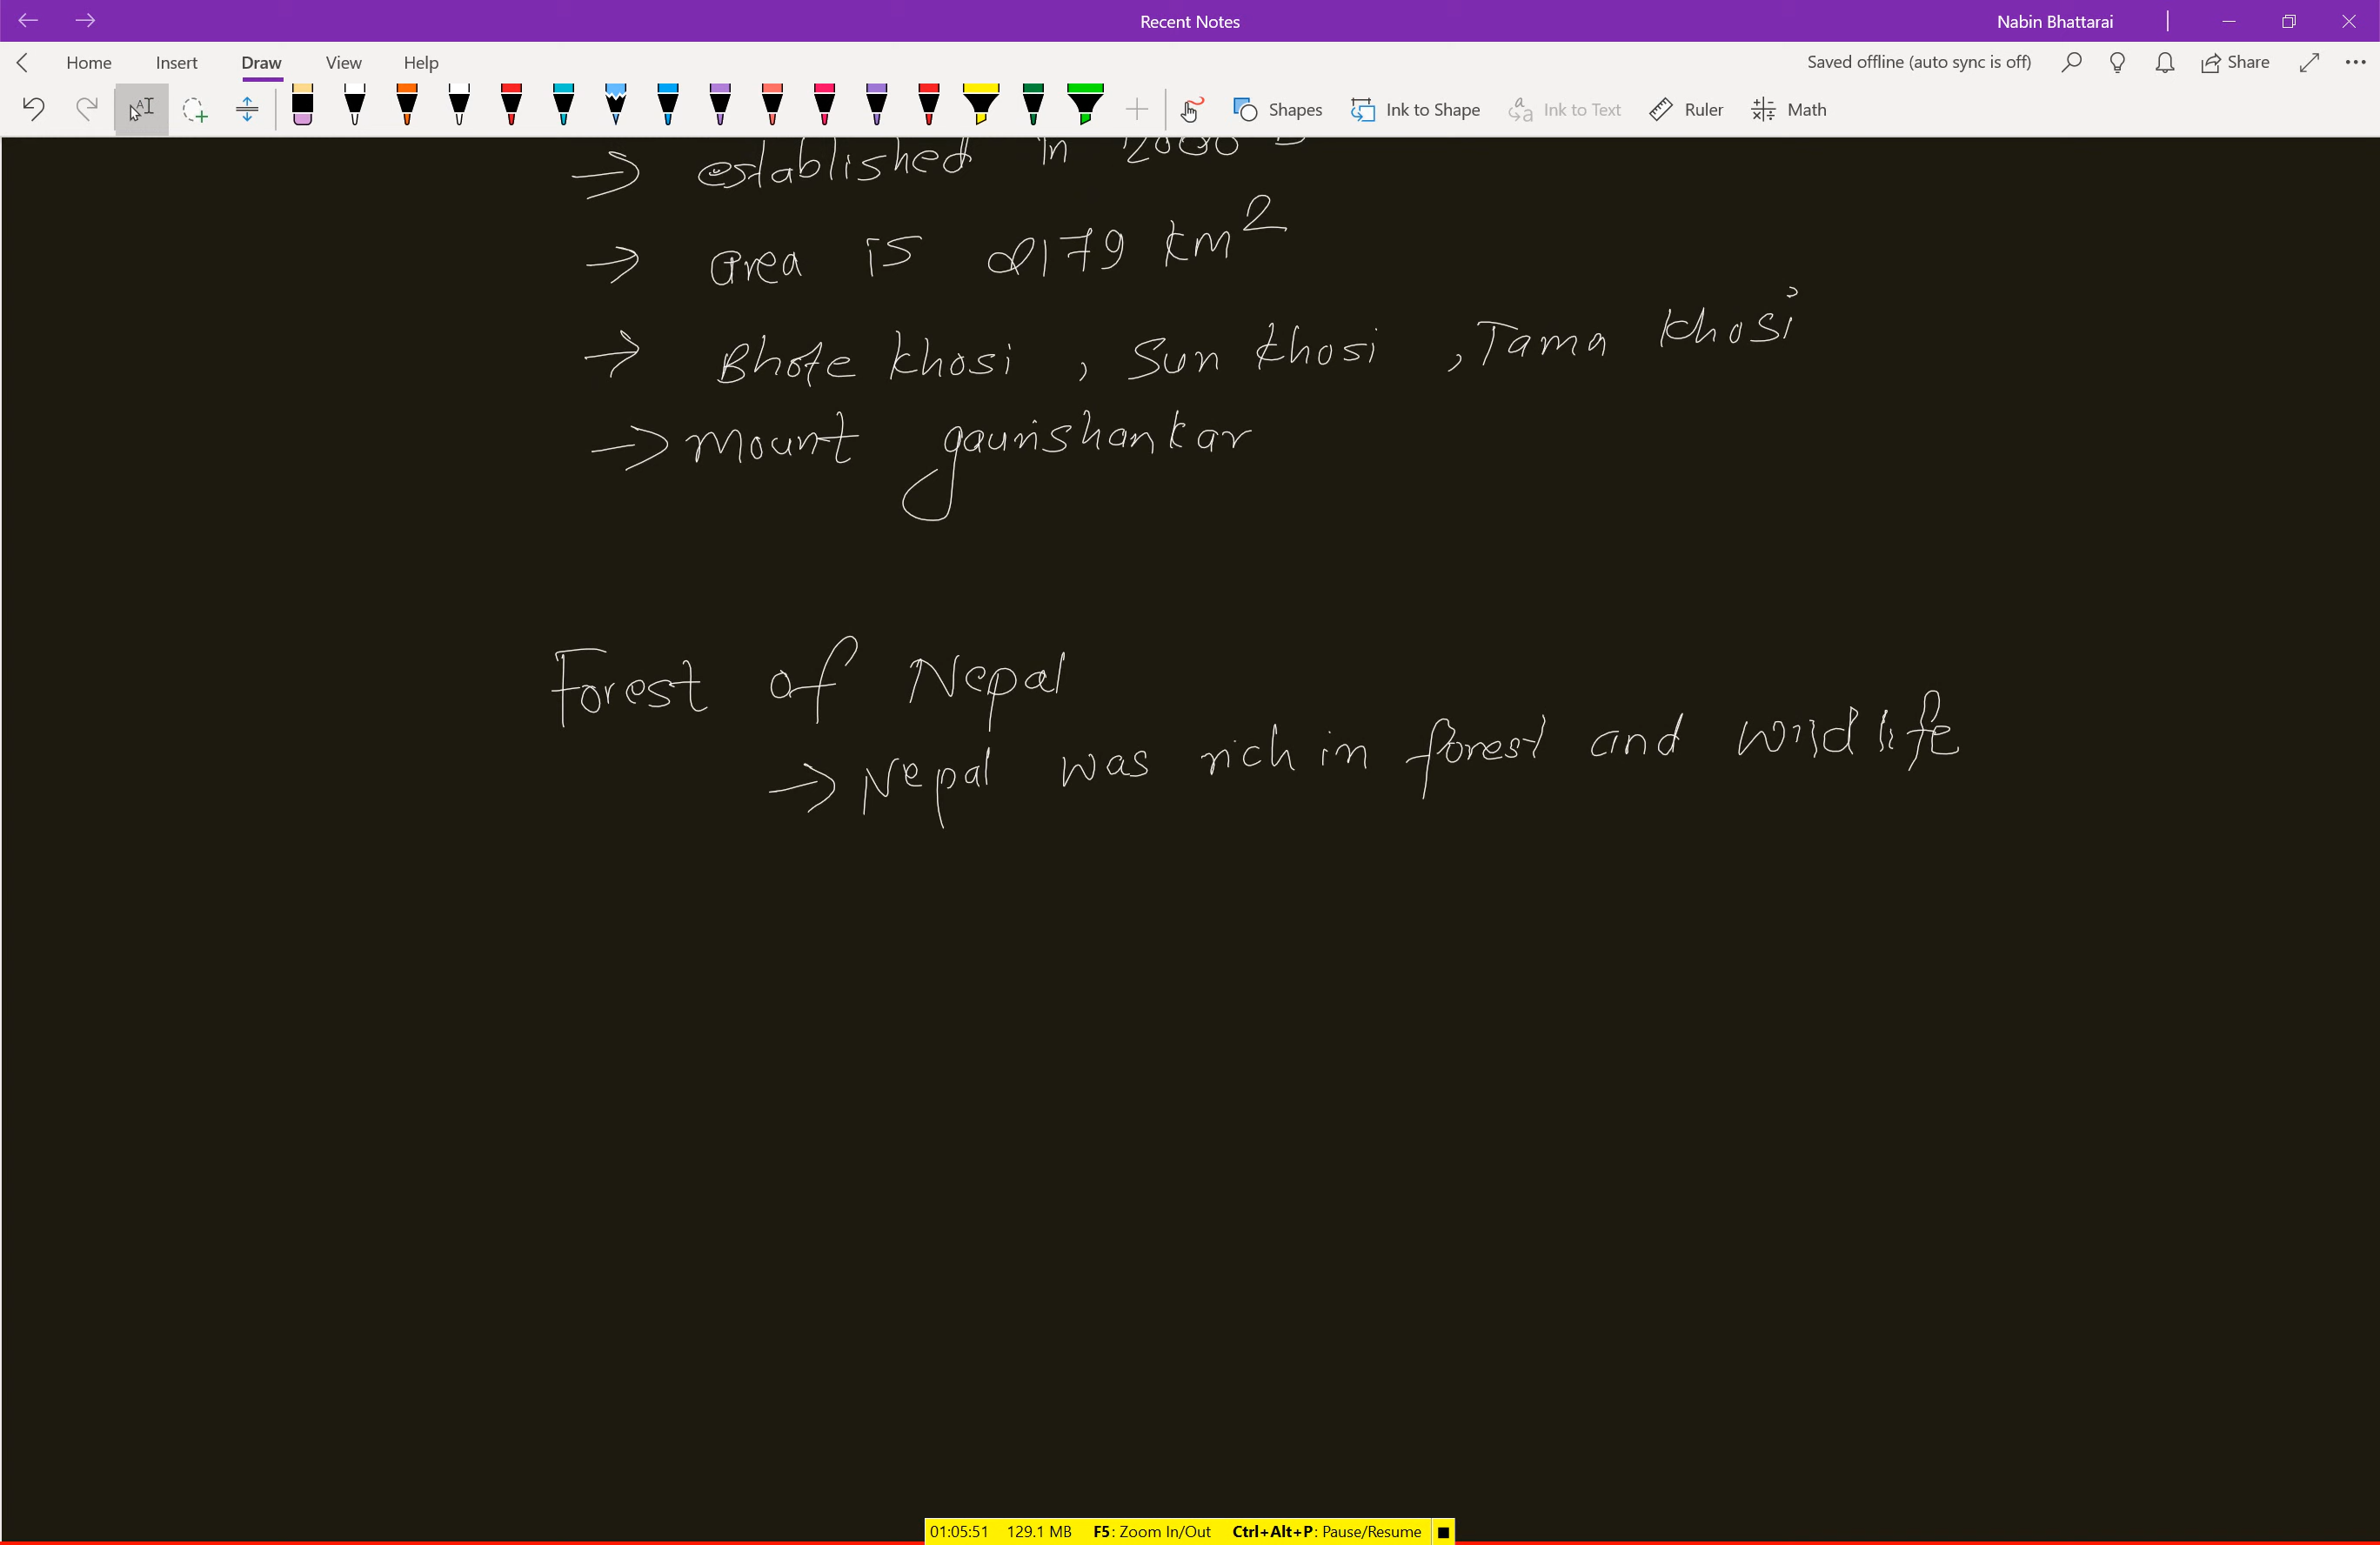 Recent Notes
Nabin Bhattarai
Home Insert Draw View Help
Saved offline (auto sync is off)
Share
Shapes
Ink to Shape
Ink to Text
Ruler
Math
→ established in
→ area is 2179 km²
→ Bhote khosi , Sun khosi , Tama khosi
→ mount gaurishankar
Forest of Nepal
→ Nepal was rich in forest and wild life
01:05:51 129.1 MB F5: Zoom In/Out Ctrl+Alt+P: Pause/Resume